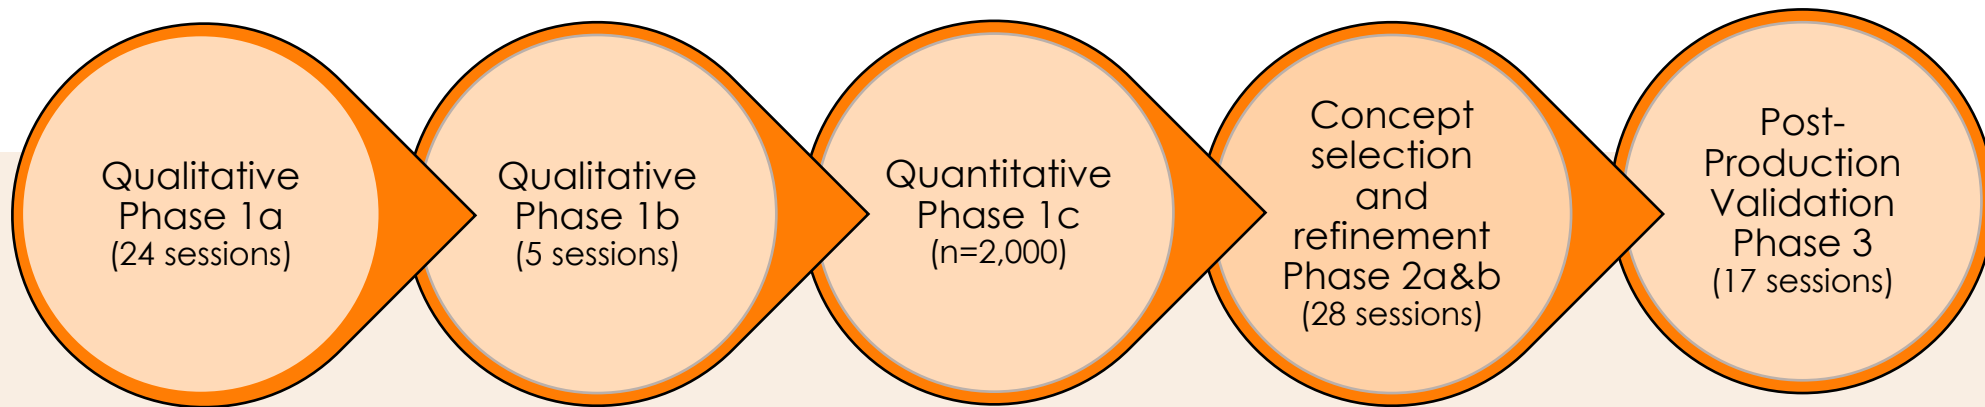 Qualitative
Phase 1a
(24 sessions)
Qualitative
Phase 1b
(5 sessions)
Quantitative
Phase 1c
(n=2,000)
Concept
selection
and
refinement
Phase 2a&b
(28 sessions)
Post-
Production
Validation
Phase 3
(17 sessions)